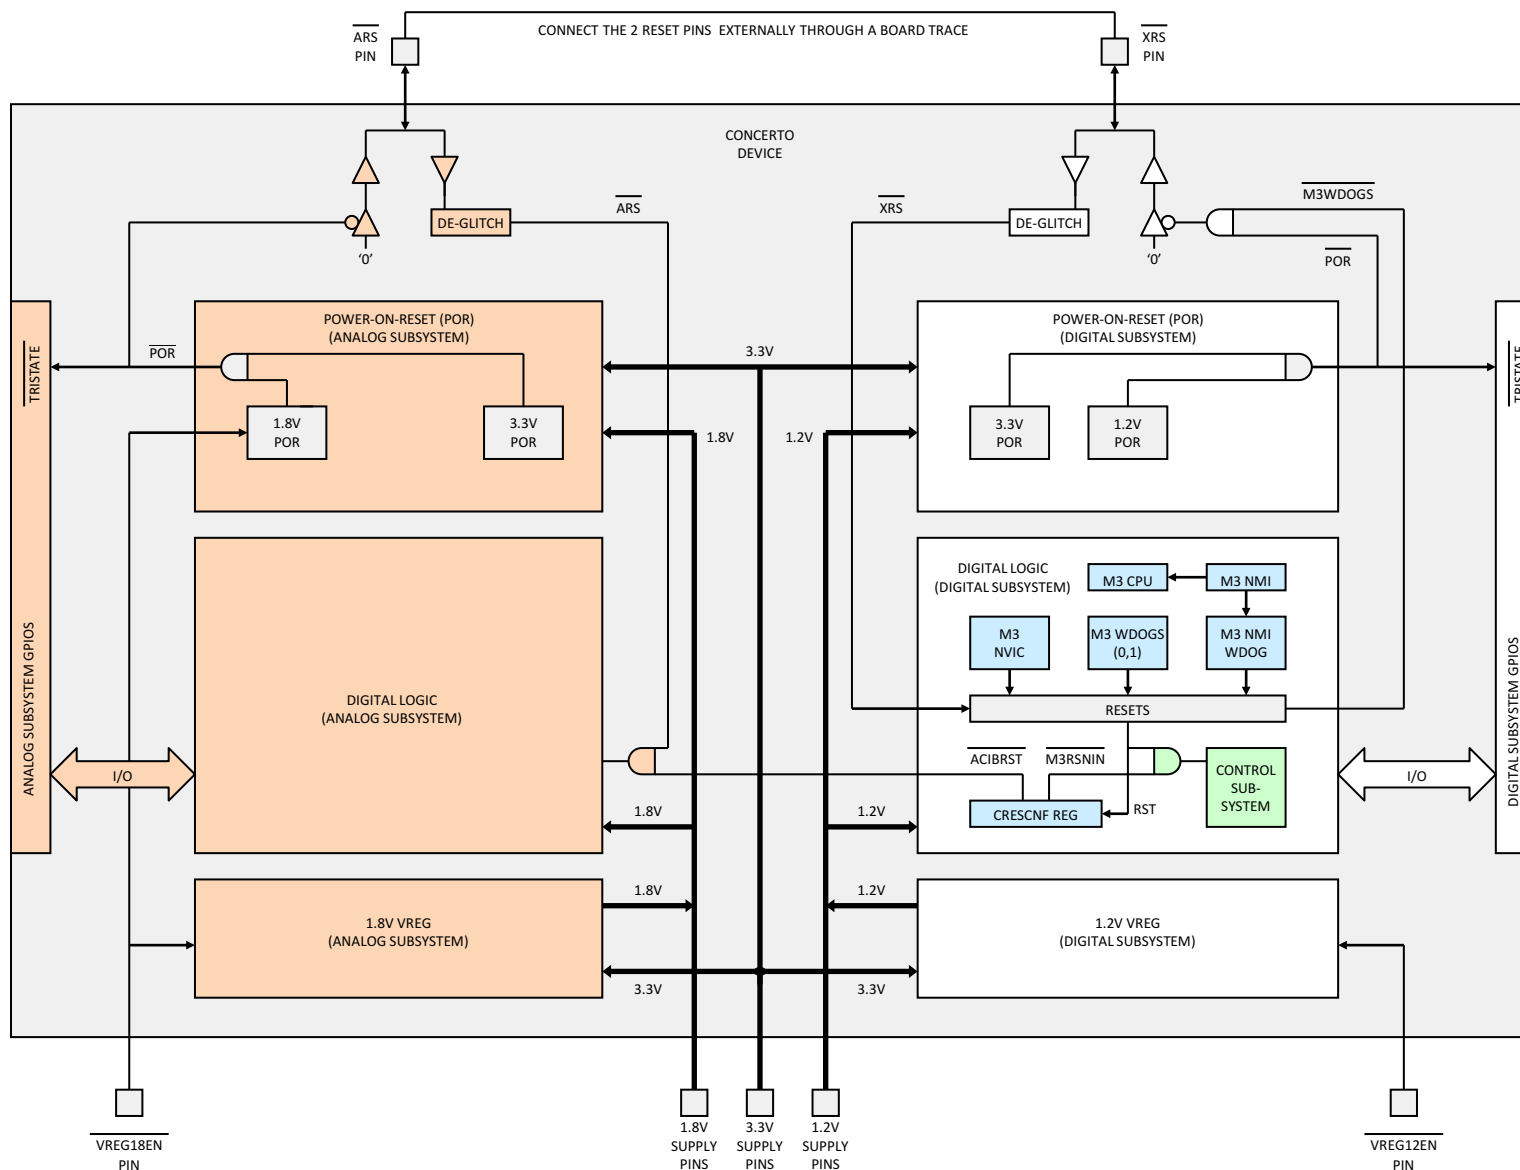 CONNECT THE 2 RESET PINS EXTERNALLY THROUGH A BOARD TRACE
ARS
PIN
XRS
PIN
CONCERTO
DEVICE
ARS
XRS
M3WDOGS
DE-GLITCH
DE-GLITCH
‘0’
‘0’
POR
POWER-ON-RESET (POR)
(ANALOG SUBSYSTEM)
POWER-ON-RESET (POR)
(DIGITAL SUBSYSTEM)
POR
3.3V
TRISTATE
TRISTATE
1.8V
POR
3.3V
POR
1.8V
1.2V
3.3V
POR
1.2V
POR
DIGITAL LOGIC
(DIGITAL SUBSYSTEM)
M3 CPU
M3 NMI
M3
NVIC
M3 WDOGS
(0,1)
M3 NMI
WDOG
ANALOG SUBSYSTEM GPIOS
DIGITAL SUBSYSTEM GPIOS
DIGITAL LOGIC
(ANALOG SUBSYSTEM)
RESETS
ACIBRST
M3RSNIN
CONTROL
SUB-
SYSTEM
I/O
I/O
1.8V
1.2V
CRESCNF REG
RST
1.8V
1.2V
1.8V VREG
(ANALOG SUBSYSTEM)
1.2V VREG
(DIGITAL SUBSYSTEM)
3.3V
3.3V
VREG18EN
PIN
1.8V
SUPPLY
PINS
3.3V
SUPPLY
PINS
1.2V
SUPPLY
PINS
VREG12EN
PIN